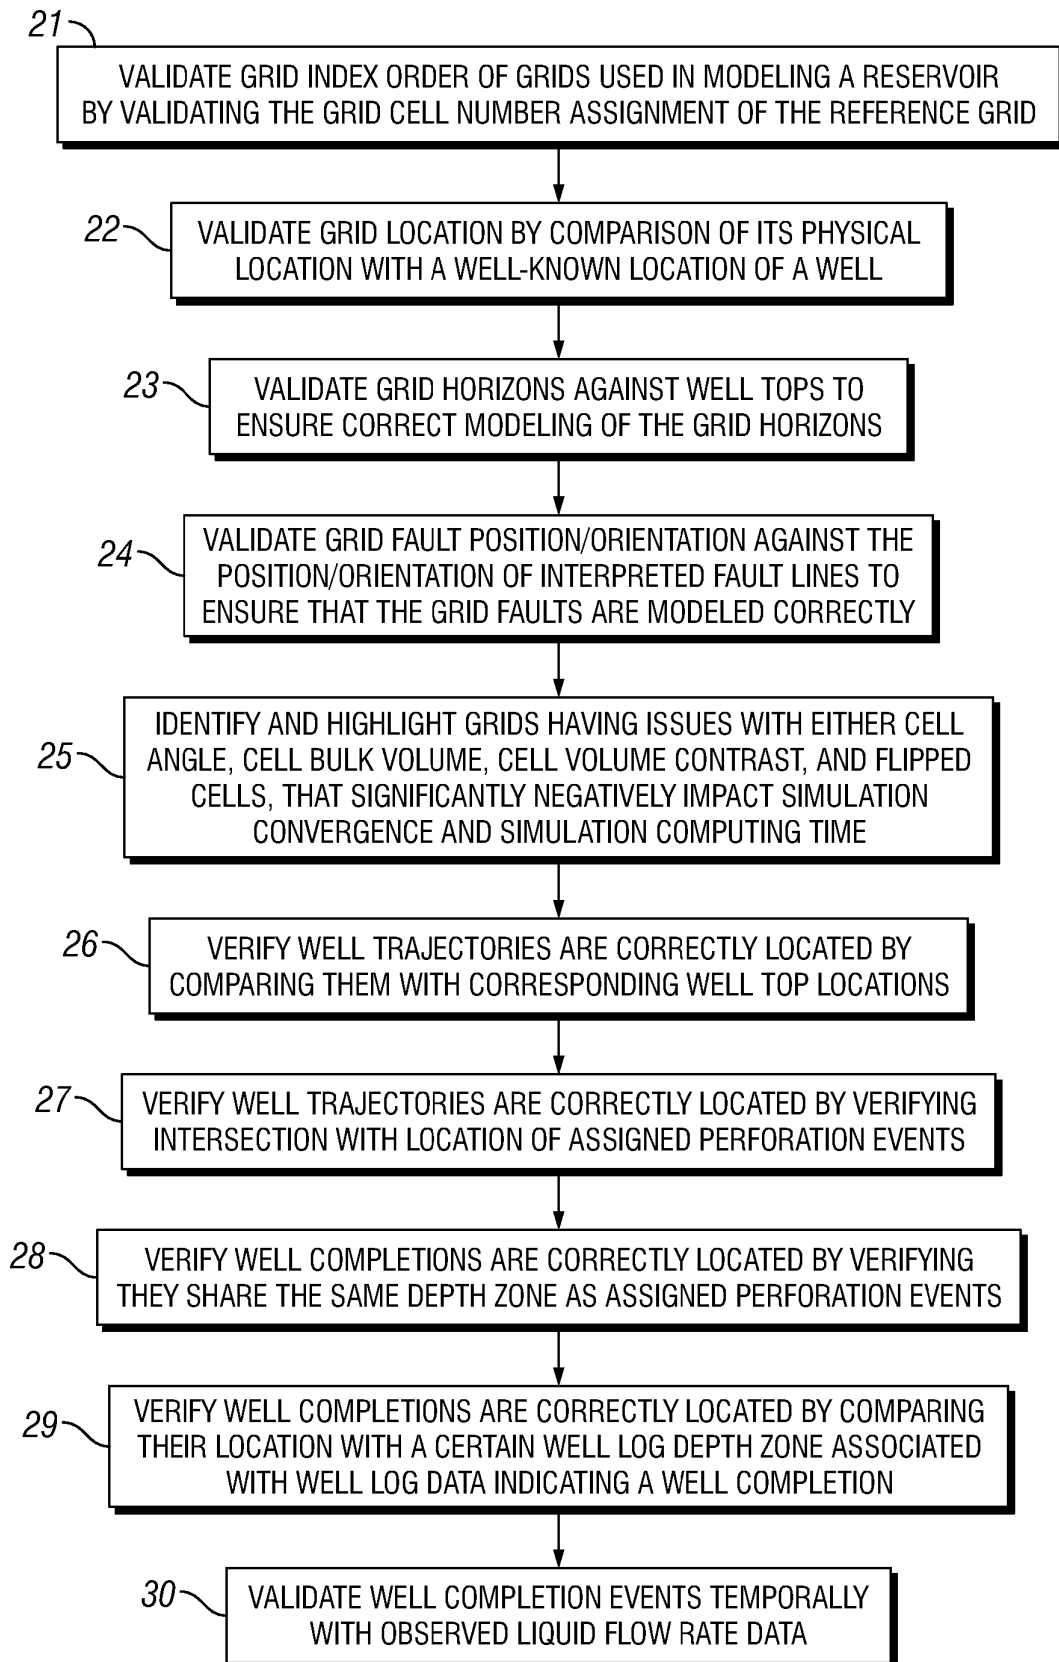 21
VALIDATE GRID INDEX ORDER OF GRIDS USED IN MODELING A RESERVOIR
BY VALIDATING THE GRID CELL NUMBER ASSIGNMENT OF THE REFERENCE GRID
22
VALIDATE GRID LOCATION BY COMPARISON OF ITS PHYSICAL
LOCATION WITH A WELL-KNOWN LOCATION OF A WELL
23
VALIDATE GRID HORIZONS AGAINST WELL TOPS TO
ENSURE CORRECT MODELING OF THE GRID HORIZONS
24
VALIDATE GRID FAULT POSITION/ORIENTATION AGAINST THE
POSITION/ORIENTATION OF INTERPRETED FAULT LINES TO
ENSURE THAT THE GRID FAULTS ARE MODELED CORRECTLY
25
IDENTIFY AND HIGHLIGHT GRIDS HAVING ISSUES WITH EITHER CELL
ANGLE, CELL BULK VOLUME, CELL VOLUME CONTRAST, AND FLIPPED
CELLS, THAT SIGNIFICANTLY NEGATIVELY IMPACT SIMULATION
CONVERGENCE AND SIMULATION COMPUTING TIME
26
VERIFY WELL TRAJECTORIES ARE CORRECTLY LOCATED BY
COMPARING THEM WITH CORRESPONDING WELL TOP LOCATIONS
27
VERIFY WELL TRAJECTORIES ARE CORRECTLY LOCATED BY VERIFYING
INTERSECTION WITH LOCATION OF ASSIGNED PERFORATION EVENTS
28
VERIFY WELL COMPLETIONS ARE CORRECTLY LOCATED BY VERIFYING
THEY SHARE THE SAME DEPTH ZONE AS ASSIGNED PERFORATION EVENTS
29
VERIFY WELL COMPLETIONS ARE CORRECTLY LOCATED BY COMPARING
THEIR LOCATION WITH A CERTAIN WELL LOG DEPTH ZONE ASSOCIATED
WITH WELL LOG DATA INDICATING A WELL COMPLETION
30
VALIDATE WELL COMPLETION EVENTS TEMPORALLY
WITH OBSERVED LIQUID FLOW RATE DATA